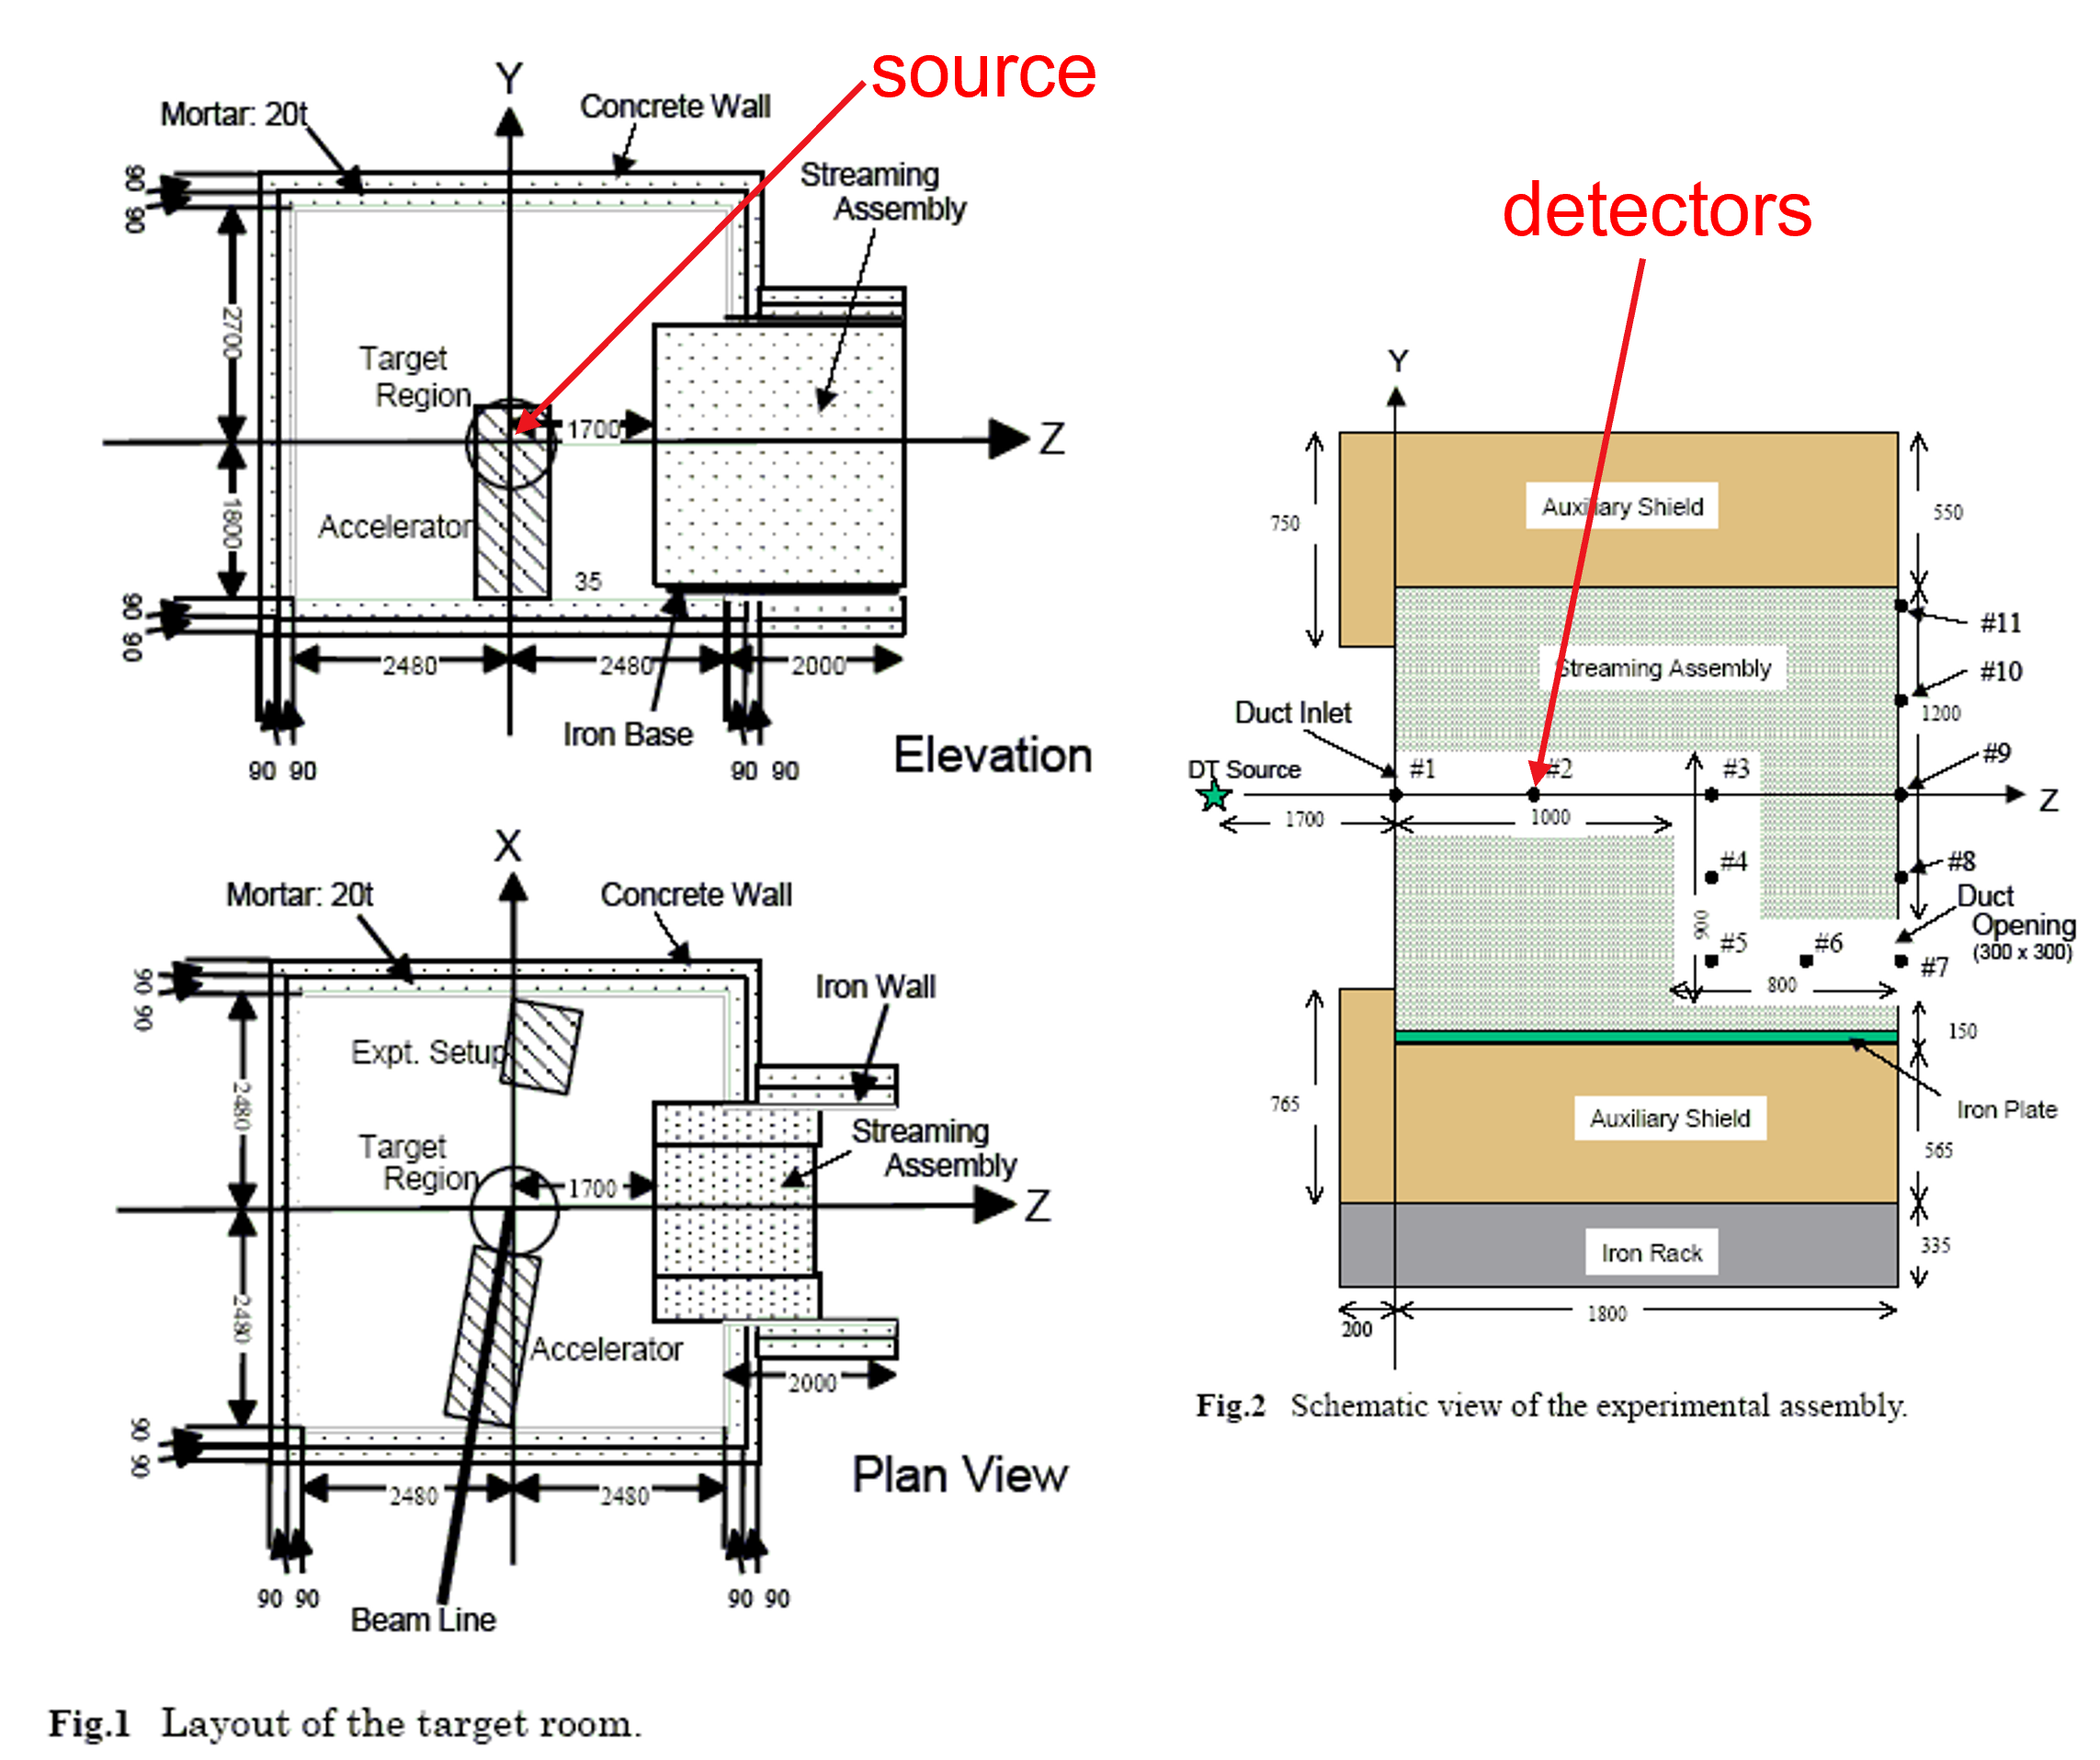 source
Y
Mortar: 20t
Concrete Wall
Streaming
Assembly
90
90
2700
Target
Region
1700
Z
1800
Accelerator
35
90
90
2480
2480
2000
Iron Base
90 90
90 90
Elevation
X
Mortar: 20t
Concrete Wall
90
90
Iron Wall
Expt. Setup
2480
Target
Region
Streaming
Assembly
1700
Z
2480
Accelerator
2000
90
90
2480
2480
90 90
90 90
Beam Line
Plan View
Fig.1 Layout of the target room.
detectors
Y
Auxiliary Shield
750
550
#11
Streaming Assembly
#10
1200
Duct Inlet
#9
DT Source
#1
#2
#3
Z
1700
1000
#4
#8
Duct
Opening
(300 x 300)
900
#5
#6
#7
800
150
Iron Plate
765
Auxiliary Shield
565
Iron Rack
335
200
1800
Fig.2 Schematic view of the experimental assembly.